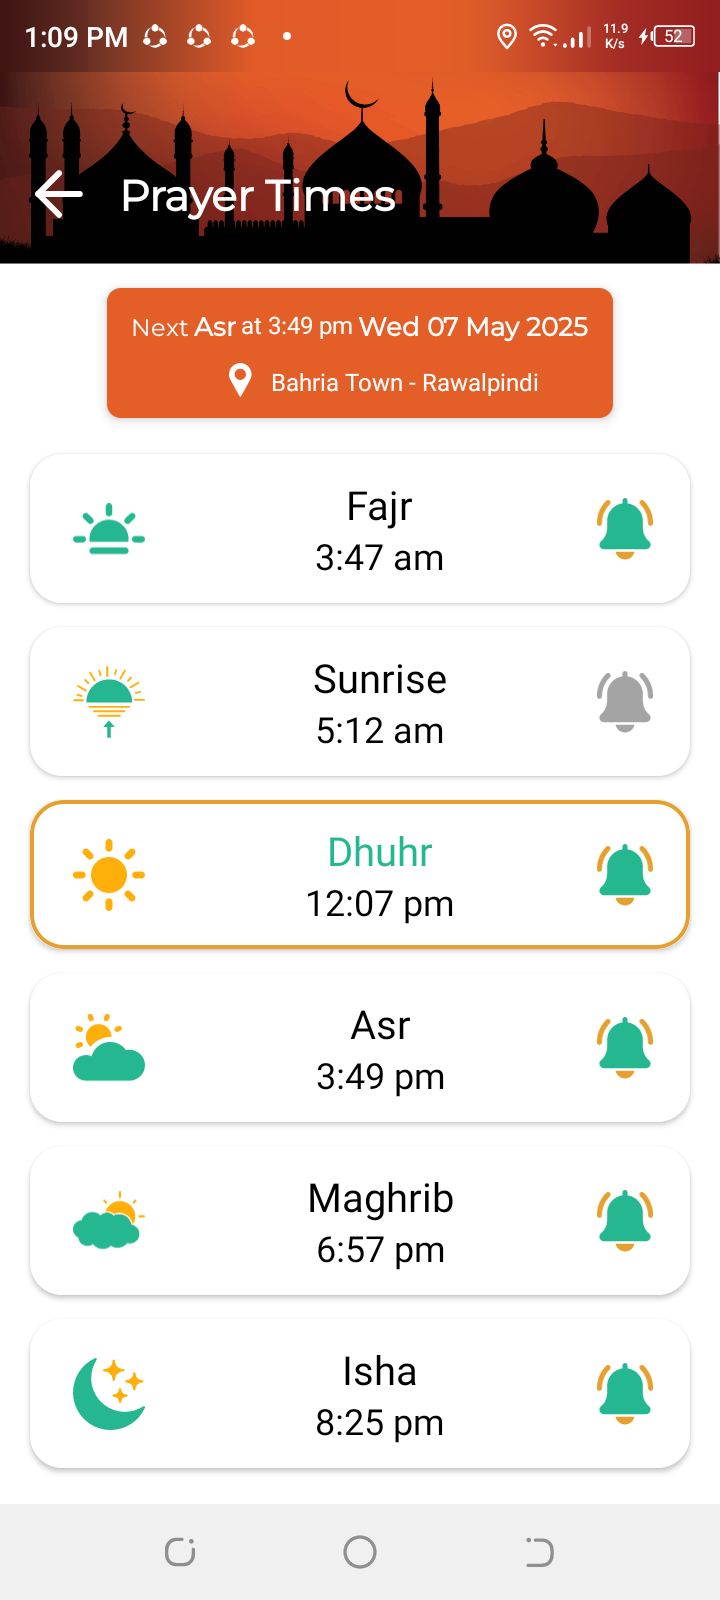 1:09 PM 11.9 K/s 52
Prayer Times
Next Asr at 3:49 pm Wed 07 May 2025
Bahria Town - Rawalpindi
Fajr
3:47 am
Sunrise
5:12 am
Dhuhr
12:07 pm
Asr
3:49 pm
Maghrib
6:57 pm
Isha
8:25 pm